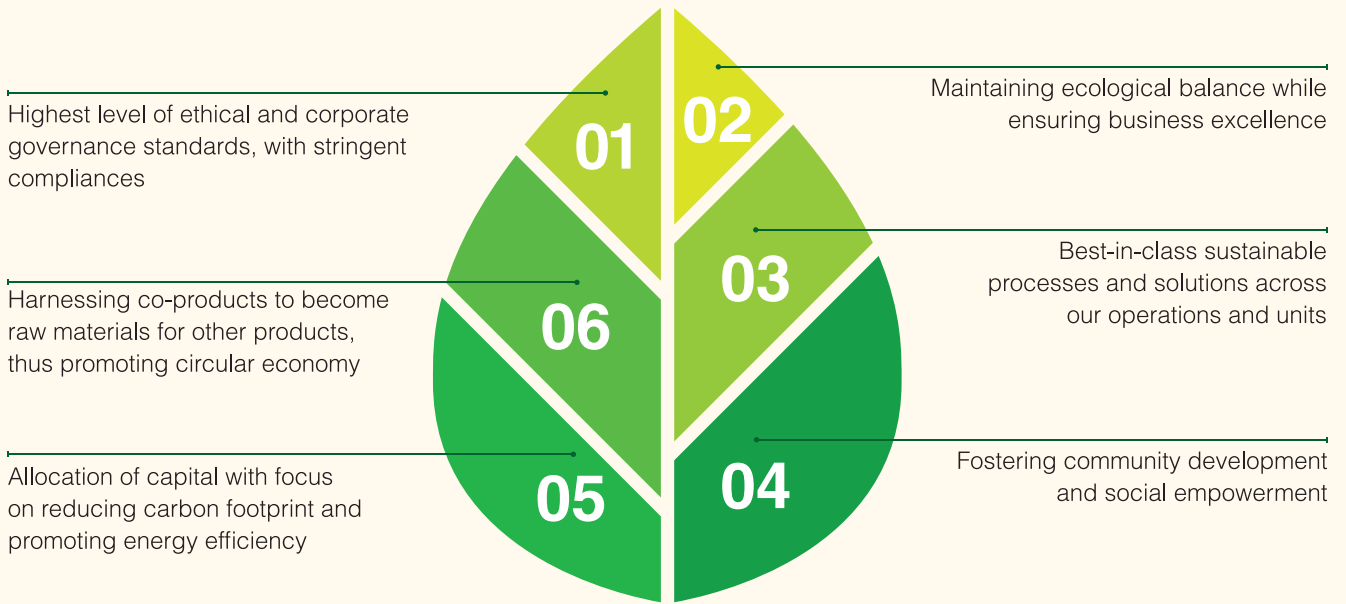 01
Highest level of ethical and corporate
governance standards, with stringent
compliances
02
Maintaining ecological balance while
ensuring business excellence
03
Best-in-class sustainable
processes and solutions across
our operations and units
04
Fostering community development
and social empowerment
05
Allocation of capital with focus
on reducing carbon footprint and
promoting energy efficiency
06
Harnessing co-products to become
raw materials for other products,
thus promoting circular economy